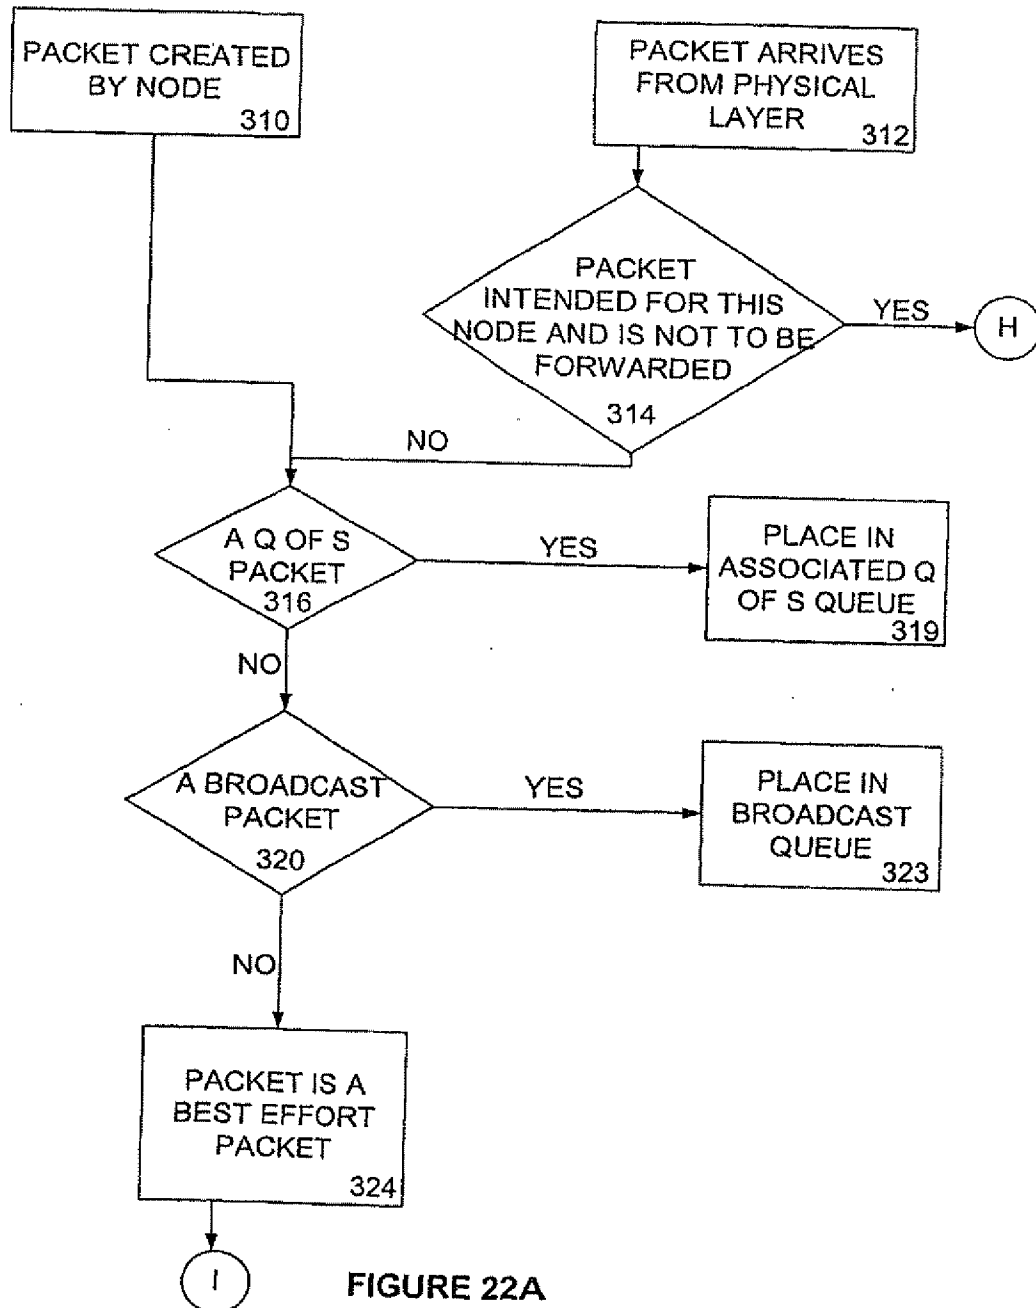 PACKET CREATED
BY NODE
310
PACKET ARRIVES
FROM PHYSICAL
LAYER
312
PACKET
INTENDED FOR THIS
NODE AND IS NOT TO BE
FORWARDED
314
YES
H
NO
A Q OF S
PACKET
316
YES
PLACE IN
ASSOCIATED Q
OF S QUEUE
319
NO
A BROADCAST
PACKET
320
YES
PLACE IN
BROADCAST
QUEUE
323
NO
PACKET IS A
BEST EFFORT
PACKET
324
I
FIGURE 22A